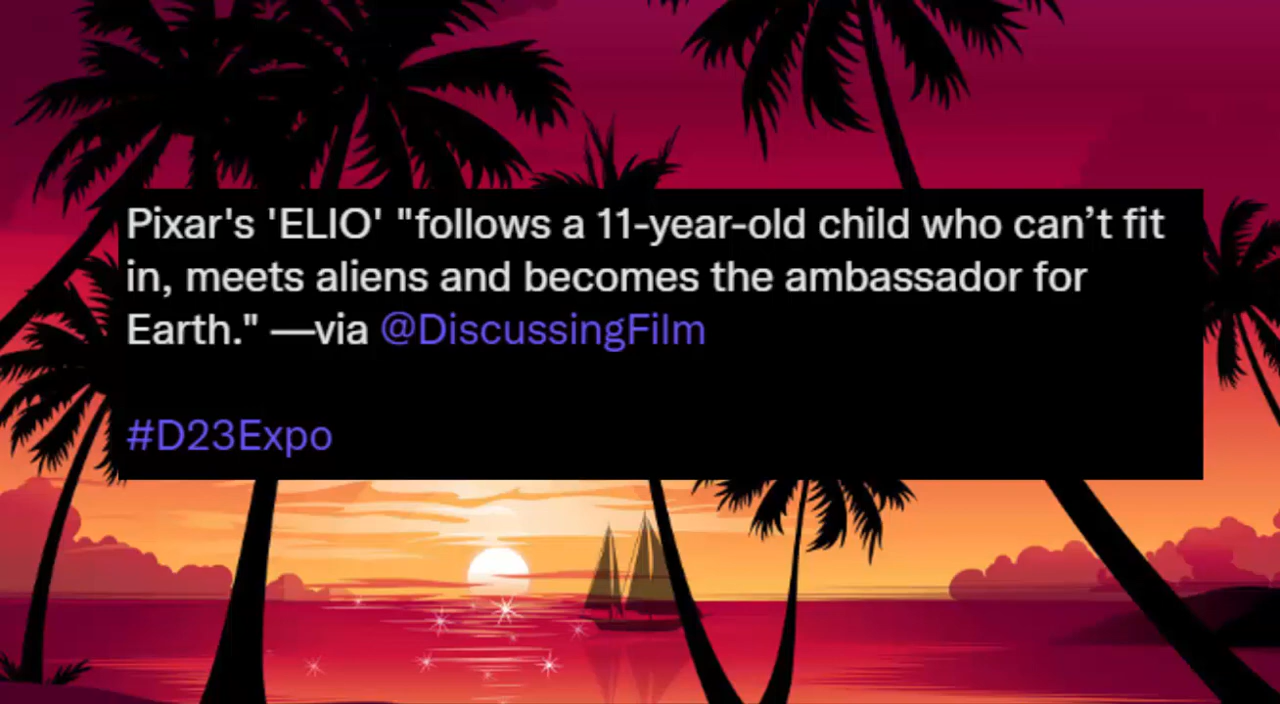 Pixar's 'ELIO' "follows a 11-year-old child who can’t fit
in, meets aliens and becomes the ambassador for
Earth." —via @DiscussingFilm
#D23Expo